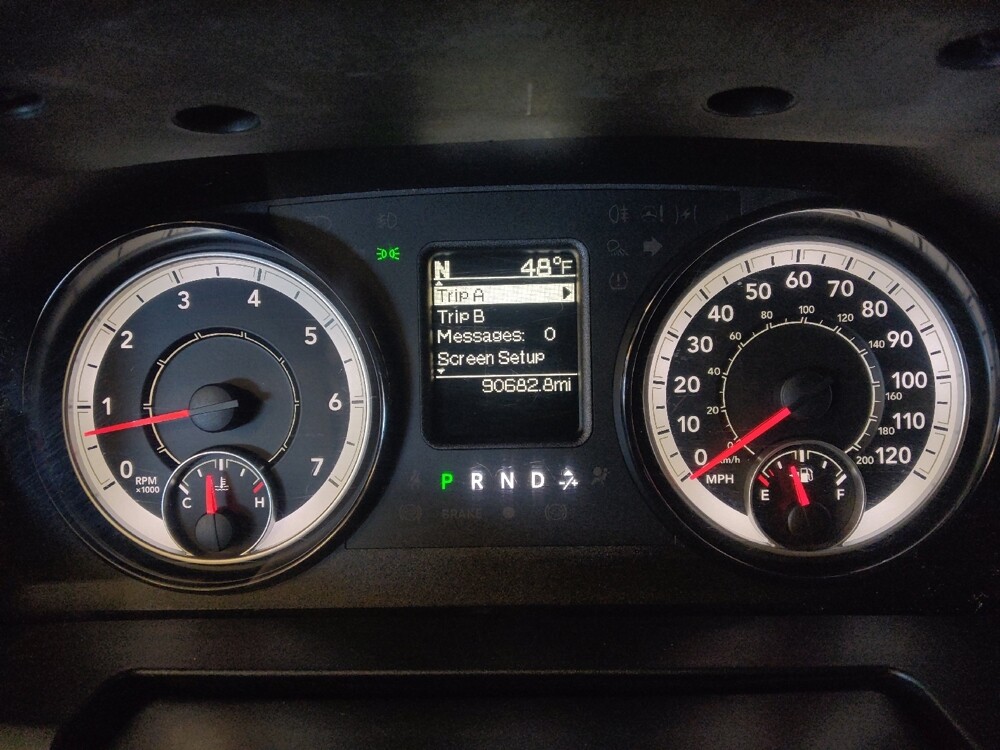 N 48°F
Trip A
Trip B
Messages: 0
Screen Setup
90682.8mi
0 1 2 3 4 5 6 7
RPM
x1000
C H
P R N D
BRAKE
0 10 20 30 40 50 60 70 80 90 100 110 120
MPH
0 20 40 60 80 100 120 140 160 180 200
km/h
E F